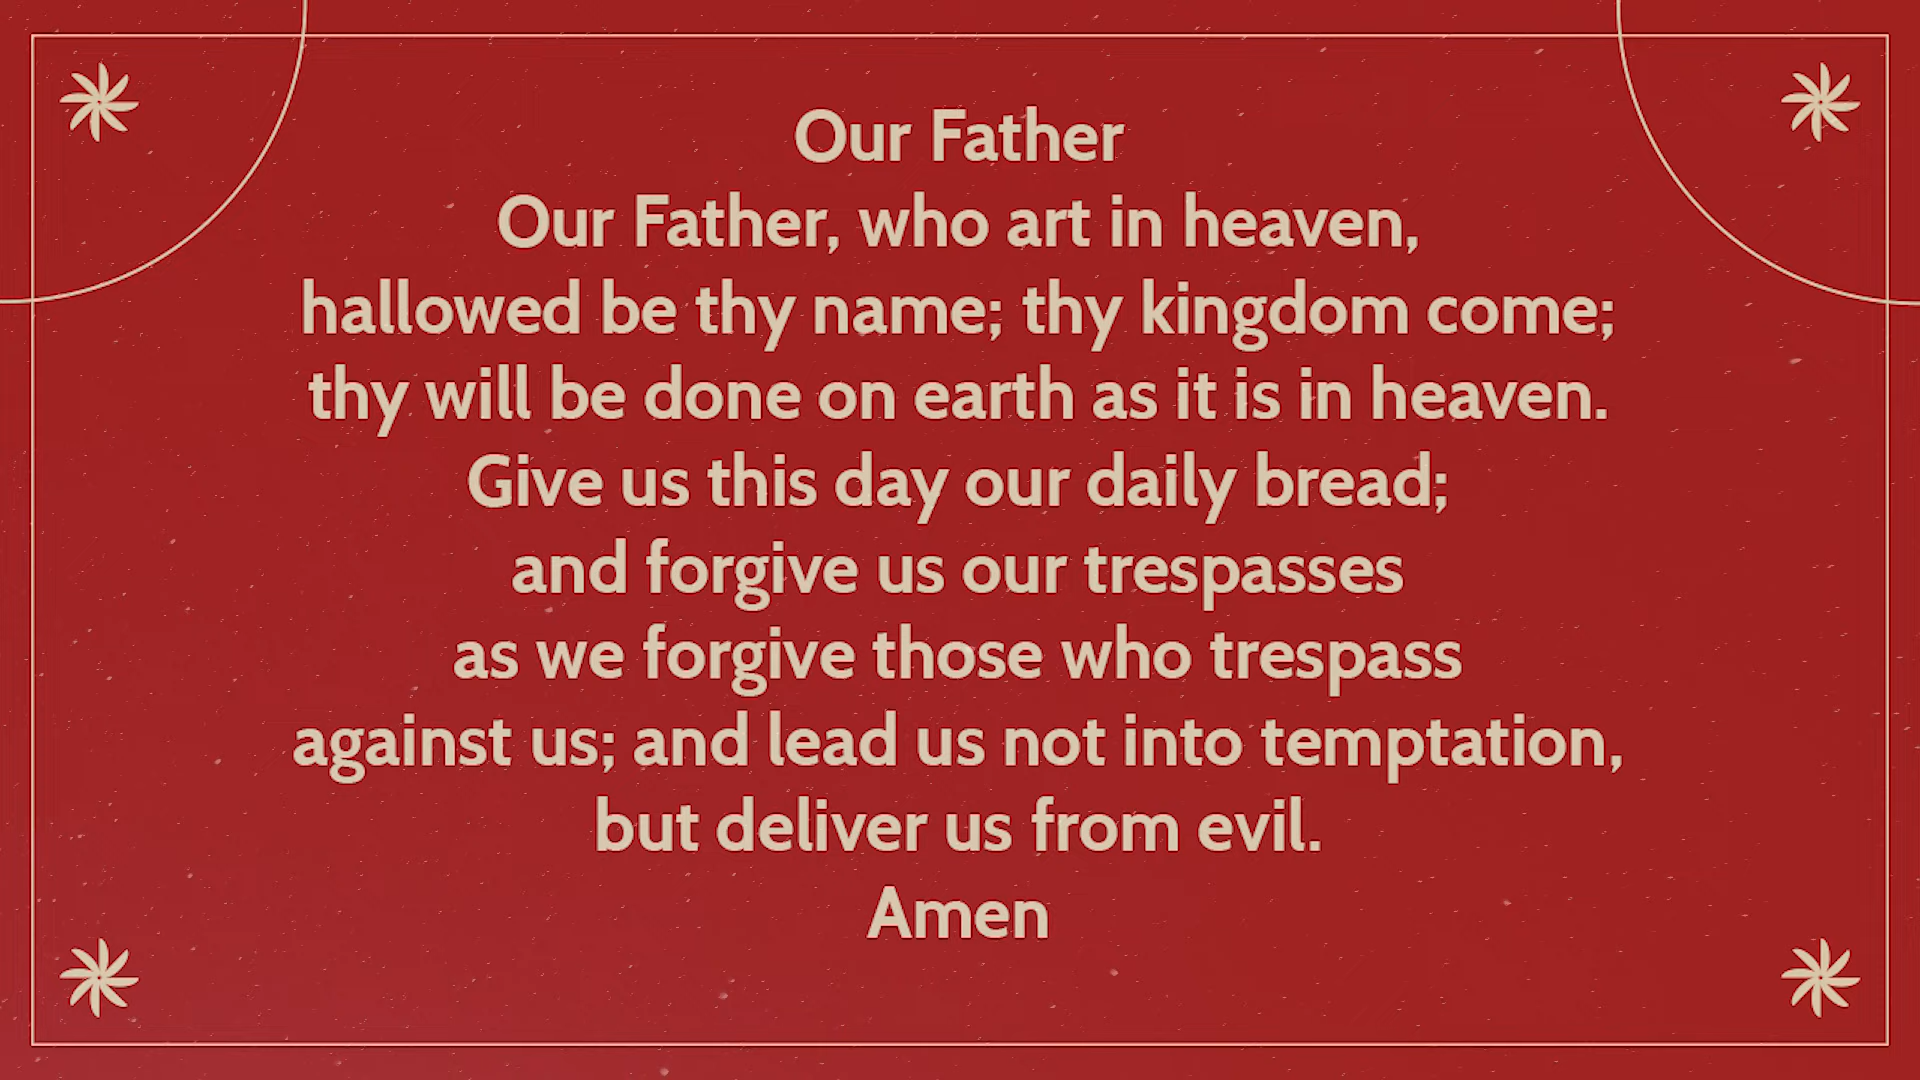 Our Father
Our Father, who art in heaven,
hallowed be thy name; thy kingdom come;
thy will be done on earth as it is in heaven.
Give us this day our daily bread;
and forgive us our trespasses
as we forgive those who trespass
against us; and lead us not into temptation,
but deliver us from evil.
Amen